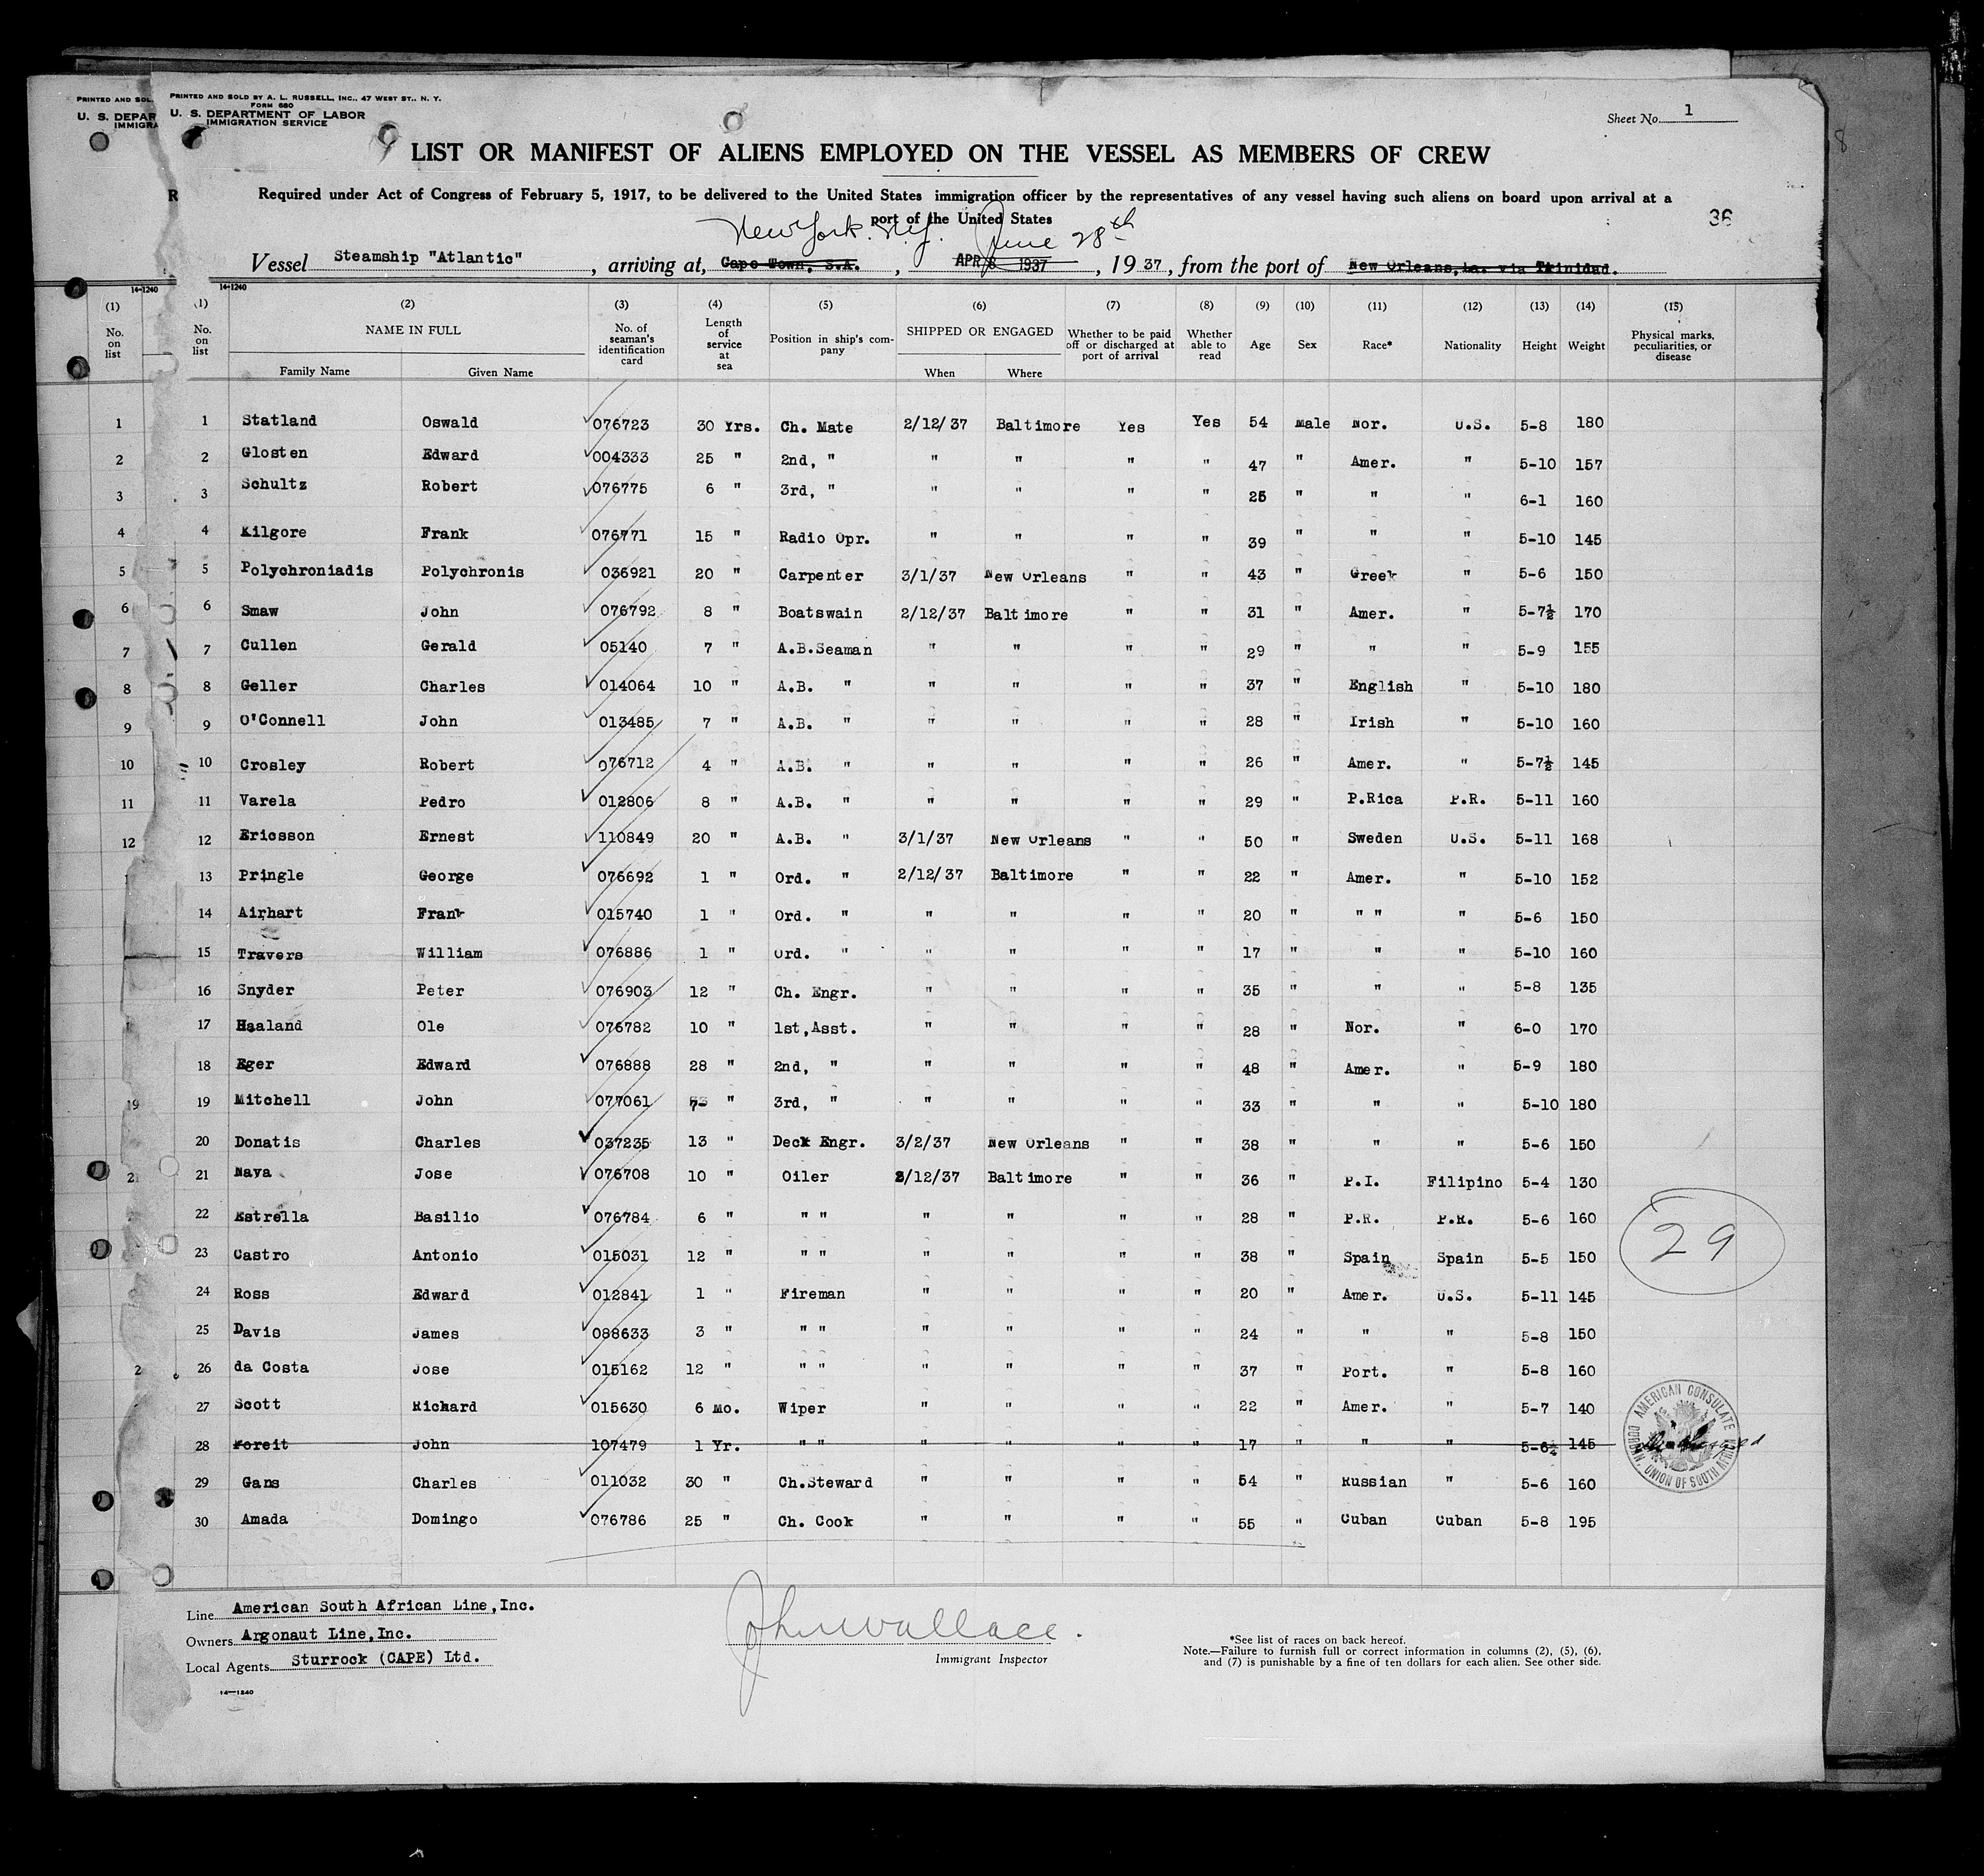 PRINTED AND SOL
U. S. DEPAR
IMMIGRA
PRINTED AND SOLD BY A. L. RUSSELL, INC., 47 WEST ST., N. Y.
FORM 680
U. S. DEPARTMENT OF LABOR
IMMIGRATION SERVICE
Sheet No. 1
LIST OR MANIFEST OF ALIENS EMPLOYED ON THE VESSEL AS MEMBERS OF CREW
R Required under Act of Congress of February 5, 1917, to be delivered to the United States immigration officer by the representatives of any vessel having such aliens on board upon arrival at a
port of the United States
36
New York. N.Y. June 28th
Vessel Steamship "Atlantic", arriving at, Cape Town, S.A., APR 8 1937, 1937, from the port of New Orleans, La. via Trinidad.
14-1240 14-1240
(1) (1) (2) (3) (4) (5) (6) (7) (8) (9) (10) (11) (12) (13) (14) (15)
No. on list No. on list NAME IN FULL No. of seaman's identification card Length of service at sea Position in ship's company SHIPPED OR ENGAGED Whether to be paid off or discharged at port of arrival Whether able to read Age Sex Race* Nationality Height Weight Physical marks, peculiarities, or disease
Family Name Given Name When Where
1 1 Statland Oswald 076723 30 Yrs. Ch. Mate 2/12/37 Baltimore Yes Yes 54 Male Nor. U.S. 5-8 180
2 2 Glosten Edward 004333 25 " 2nd, " " " " " 47 " Amer. " 5-10 157
3 3 Schultz Robert 076775 6 " 3rd, " " " " " 25 " " " 6-1 160
4 4 Kilgore Frank 076771 15 " Radio Opr. " " " " 39 " " " 5-10 145
5 5 Polychroniadis Polychronis 036921 20 " Carpenter 3/1/37 New Orleans " " 43 " Greek " 5-6 150
6 6 Smaw John 076792 8 " Boatswain 2/12/37 Baltimore " " 31 " Amer. " 5-7½ 170
7 7 Cullen Gerald 05140 7 " A.B.Seaman " " " " 29 " " " 5-9 155
8 8 Geller Charles 014064 10 " A.B. " " " " " 37 " English " 5-10 180
9 9 O'Connell John 013485 7 " A.B. " " " " " 28 " Irish " 5-10 160
10 10 Crosley Robert 076712 4 " A.B. " " " " " 26 " Amer. " 5-7½ 145
11 11 Varela Pedro 012806 8 " A.B. " " " " " 29 " P.Rica P.R. 5-11 160
12 12 Ericsson Ernest 110849 20 " A.B. " 3/1/37 New Orleans " " 50 " Sweden U.S. 5-11 168
13 Pringle George 076692 1 " Ord. " 2/12/37 Baltimore " " 22 " Amer. " 5-10 152
14 Airhart Frank 015740 1 " Ord. " " " " " 20 " " " " 5-6 150
15 Travers William 076886 1 " Ord. " " " " " 17 " " " 5-10 160
16 Snyder Peter 076903 12 " Ch. Engr. " " " " 35 " " " 5-8 135
17 Haaland Ole 076782 10 " 1st,Asst. " " " " 28 " Nor. " 6-0 170
18 Eger Edward 076888 28 " 2nd, " " " " " 48 " Amer. " 5-9 180
19 19 Mitchell John 077061 7 " 3rd, " " " " " 33 " " " 5-10 180
20 Donatis Charles 037235 13 " Deck Engr. 3/2/37 New Orleans " " 38 " " " 5-6 150
2 21 Nava Jose 076708 10 " Oiler 2/12/37 Baltimore " " 36 " P.I. Filipino 5-4 130
22 Estrella Basilio 076784 6 " " " " " " " 28 " P.R. P.R. 5-6 160
23 Castro Antonio 015031 12 " " " " " " " 38 " Spain Spain 5-5 150
29
24 Ross Edward 012841 1 " Fireman " " " " 20 " Amer. U.S. 5-11 145
25 Davis James 088633 3 " " " " " " " 24 " " " 5-8 150
2 26 da Costa Jose 015162 12 " " " " " " " 37 " Port. " 5-8 160
27 Scott Richard 015630 6 mo. Wiper " " " " 22 " Amer. " 5-7 140
28 Foreit John 107479 1 Yr. " " " " " " 17 " " " 5-6½ 145
29 Gans Charles 011032 30 " Ch.Steward " " " " 54 " Russian " 5-6 160
30 Amada Domingo 076786 25 " Ch. Cook " " " " 55 " Cuban Cuban 5-8 195
AMERICAN CONSULATE
UNION OF SOUTH AFRICA
Line American South African Line,Inc.
Owners Argonaut Line,Inc.
Local Agents Sturrock (CAPE) Ltd.
14-1240
John Wallace.
Immigrant Inspector
*See list of races on back hereof.
Note.—Failure to furnish full or correct information in columns (2), (5), (6),
and (7) is punishable by a fine of ten dollars for each alien. See other side.